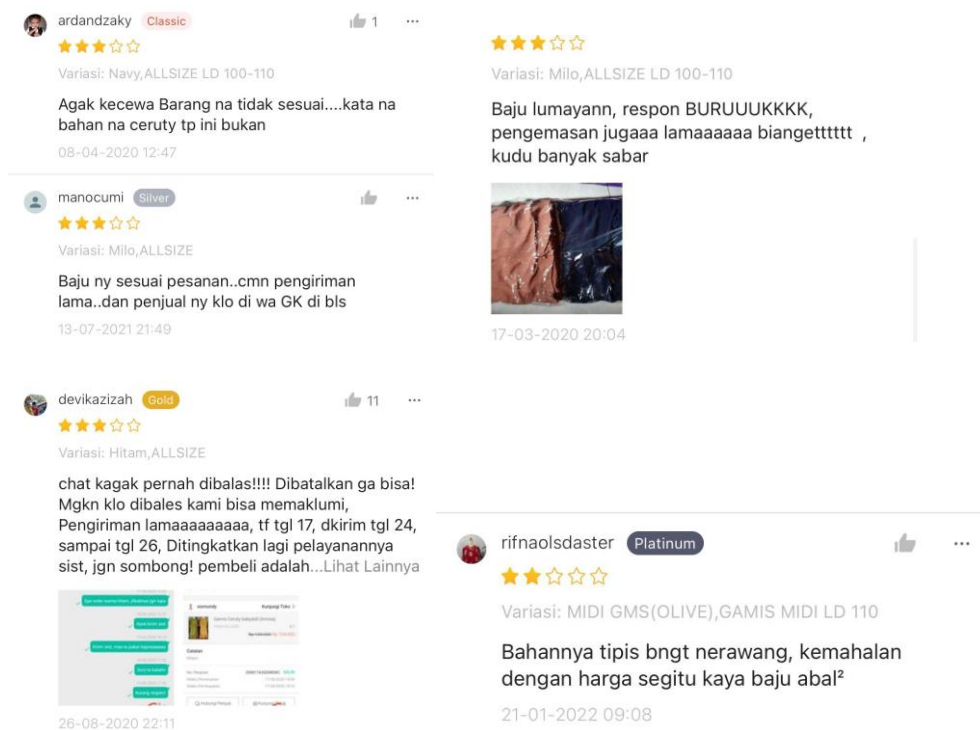 ardandzaky Classic 1
Variasi: Navy,ALLSIZE LD 100-110
Agak kecewa Barang na tidak sesuai....kata na
bahan na ceruty tp ini bukan
08-04-2020 12:47
manocumi Silver
Variasi: Milo,ALLSIZE
Baju ny sesuai pesanan..cmn pengiriman
lama..dan penjual ny klo di wa GK di bls
13-07-2021 21:49
devikazizah Gold 11
Variasi: Hitam,ALLSIZE
chat kagak pernah dibalas!!!! Dibatalkan ga bisa!
Mgkn klo dibales kami bisa memaklumi,
Pengiriman lamaaaaaaaaa, tf tgl 17, dkirim tgl 24,
sampai tgl 26, Ditingkatkan lagi pelayanannya
sist, jgn sombong! pembeli adalah...Lihat Lainnya
Kunjungi Toko
Catatan
26-08-2020 22:11
Variasi: Milo,ALLSIZE LD 100-110
Baju lumayann, respon BURUUUKKKK,
pengemasan jugaaa lamaaaaaa biangetttttt ,
kudu banyak sabar
17-03-2020 20:04
rifnaolsdaster Platinum
Variasi: MIDI GMS(OLIVE),GAMIS MIDI LD 110
Bahannya tipis bngt nerawang, kemahalan
dengan harga segitu kaya baju abal²
21-01-2022 09:08